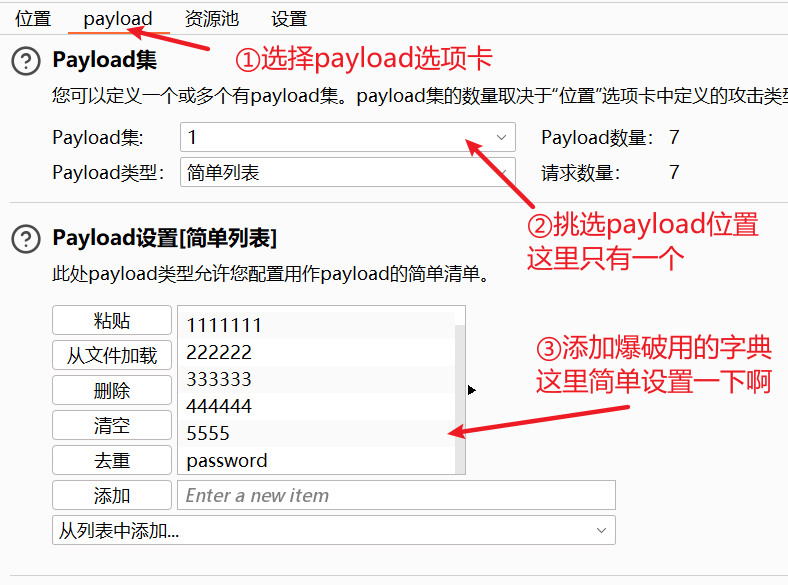 位置 payload 资源池 设置
①选择payload选项卡
Payload集
您可以定义一个或多个有payload集。payload集的数量取决于“位置”选项卡中定义的攻击类型
Payload集: 1 Payload数量: 7
Payload类型: 简单列表 请求数量: 7
②挑选payload位置
这里只有一个
Payload设置[简单列表]
此处payload类型允许您配置用作payload的简单清单。
粘贴
从文件加载
删除
清空
去重
添加
1111111
222222
333333
444444
5555
password
Enter a new item
从列表中添加...
③添加爆破用的字典
这里简单设置一下啊